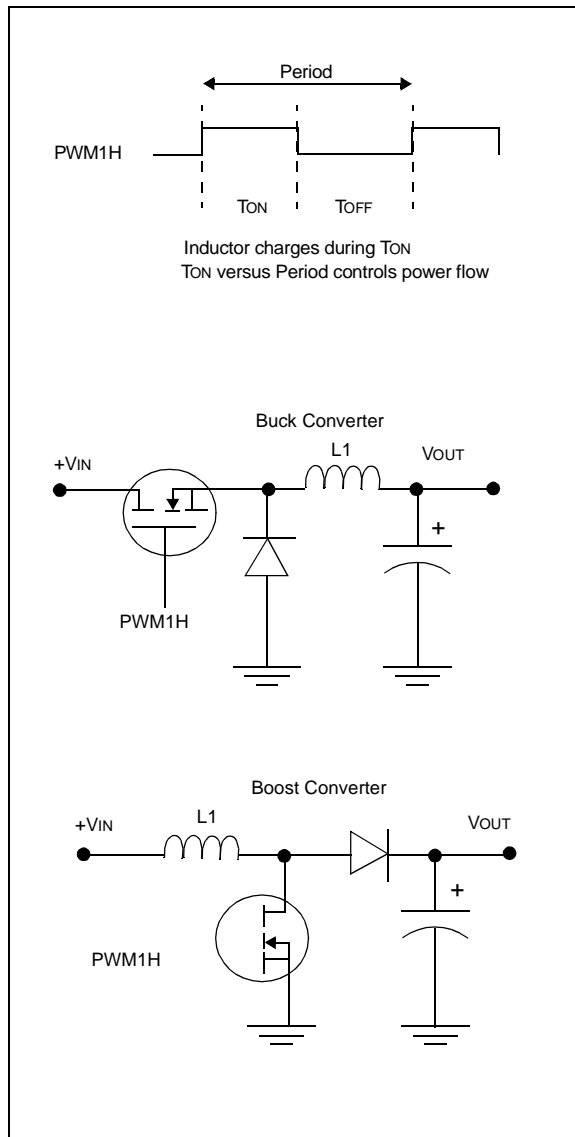 Period
PWM1H
TON TOFF
Inductor charges during TON
TON versus Period controls power flow
Buck Converter
L1
+VIN VOUT
+
PWM1H
Boost Converter
L1
+VIN VOUT
+
PWM1H